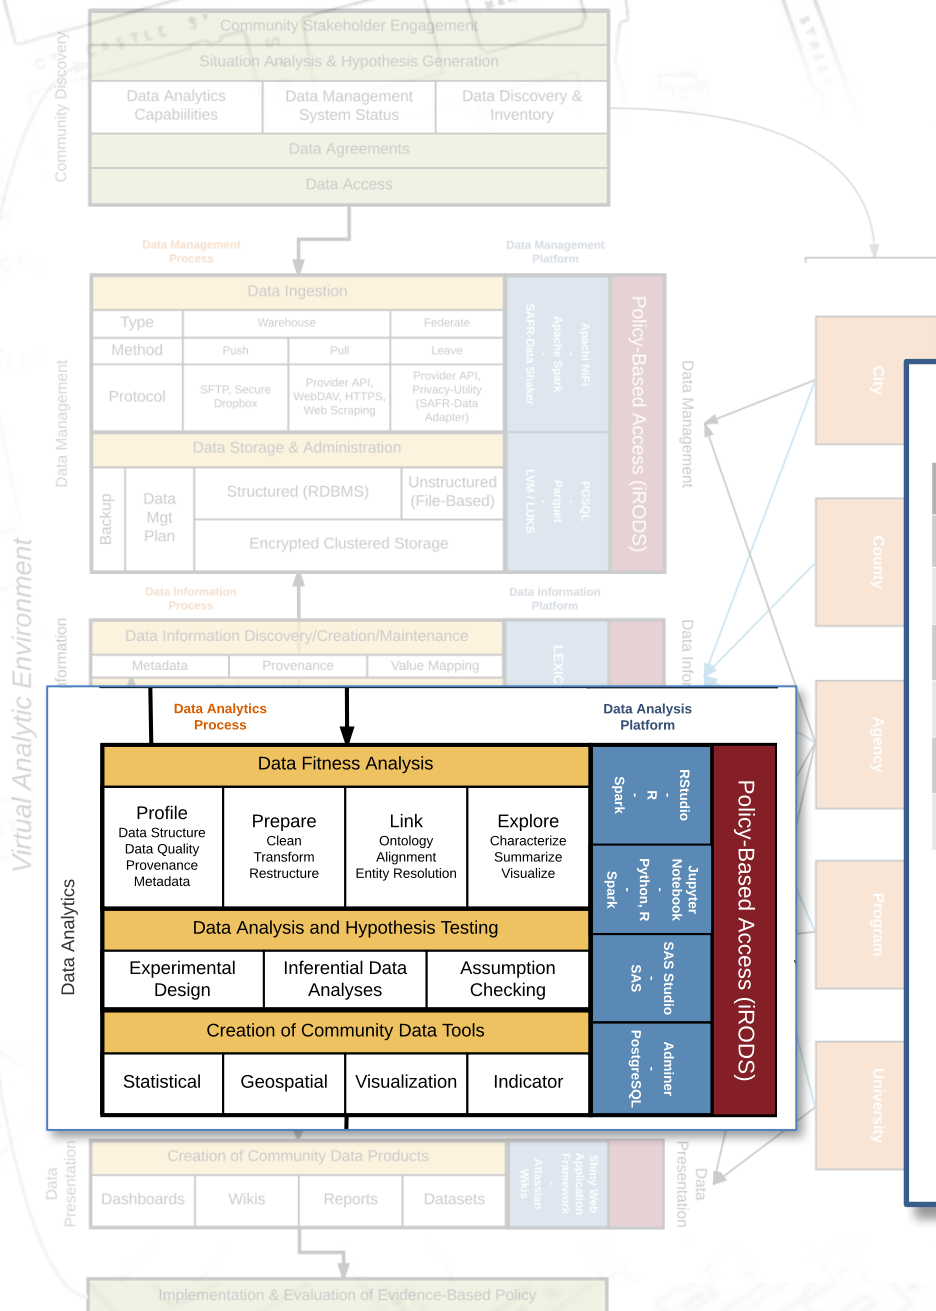 CASTLE
STREET
Community Discovery
Community Stakeholder Engagement
Situation Analysis & Hypothesis Generation
Data Analytics
Capabiilities
Data Management
System Status
Data Discovery &
Inventory
Data Agreements
Data Access
Virtual Analytic Environment
Data Management
Process
Data Management
Platform
Data Management
Data Ingestion
Type
Warehouse
Federate
Method
Push
Pull
Leave
Protocol
SFTP, Secure
Dropbox
Provider API,
WebDAV, HTTPS,
Web Scraping
Provider API,
Privacy-Utility
(SAFR-Data
Adapter)
Data Storage & Administration
Backup
Data
Mgt
Plan
Structured (RDBMS)
Unstructured
(File-Based)
Encrypted Clustered Storage
Apachi NiFi
-
Apache Spark
-
SAFR-Data Shaker
PGSQL
-
Parquet
-
LVM / LUKS
Policy-Based Access (iRODS)
Data Management
City
County
Agency
Program
University
Data Information
Process
Data Information
Platform
formation
Data Information Discovery/Creation/Maintenance
Metadata
Provenance
Value Mapping
LEXIC
Data Infor
Data Analytics
Process
Data Analysis
Platform
Data Analytics
Data Fitness Analysis
Profile
Data Structure
Data Quality
Provenance
Metadata
Prepare
Clean
Transform
Restructure
Link
Ontology
Alignment
Entity Resolution
Explore
Characterize
Summarize
Visualize
Data Analysis and Hypothesis Testing
Experimental
Design
Inferential Data
Analyses
Assumption
Checking
Creation of Community Data Tools
Statistical
Geospatial
Visualization
Indicator
RStudio
-
R
-
Spark
Jupyter
Notebook
-
Python, R
-
Spark
SAS Studio
-
SAS
Adminer
-
PostgreSQL
Policy-Based Access (iRODS)
Data
Presentation
Creation of Community Data Products
Dashboards
Wikis
Reports
Datasets
Shiny Web
Application
Framework
-
Atlassian
Wikis
Data
Presentation
Implementation & Evaluation of Evidence-Based Policy